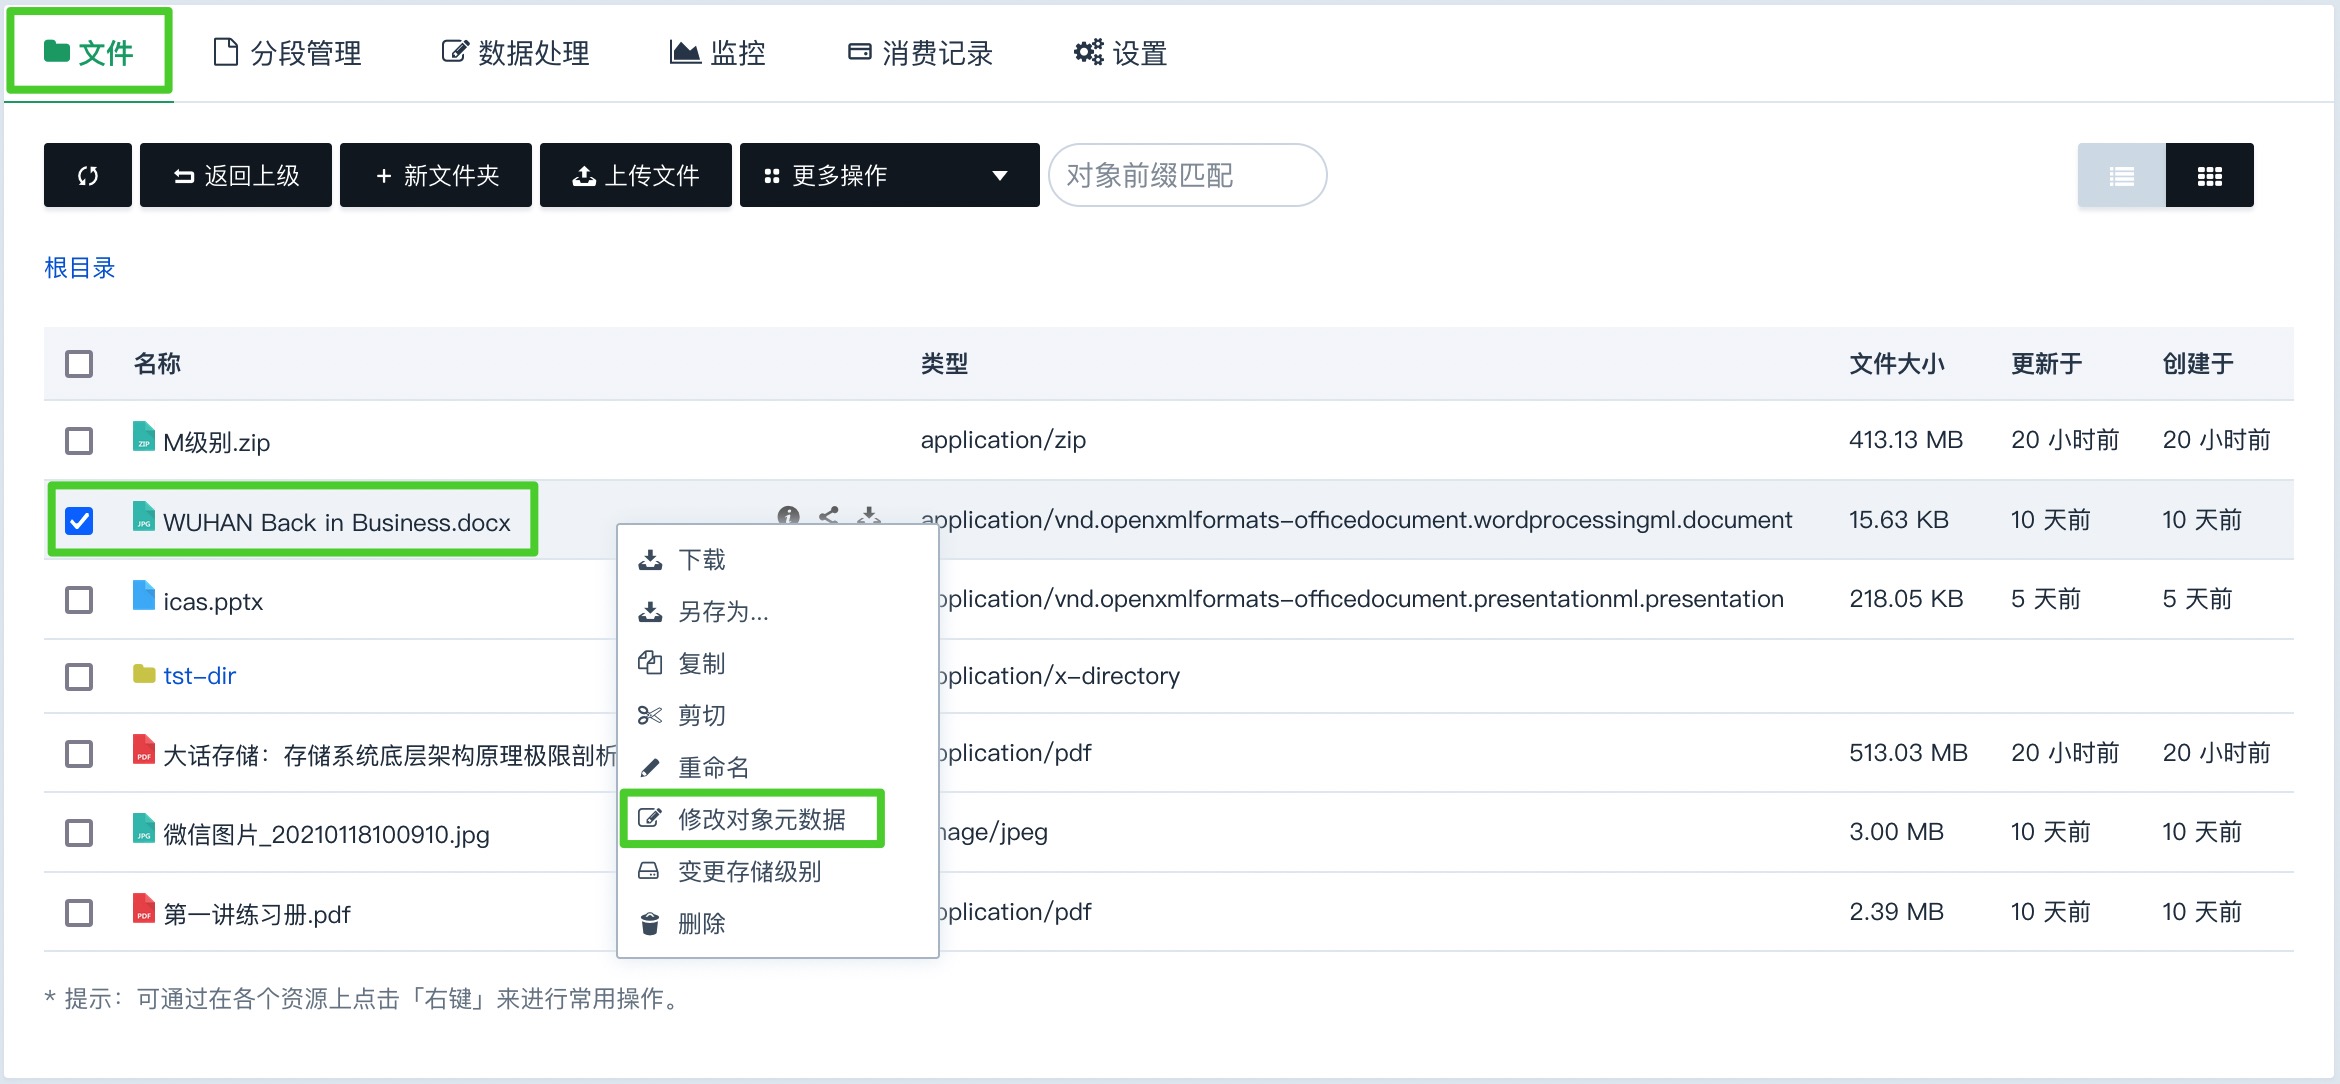 文件 分段管理 数据处理 监控 消费记录 设置
返回上级 + 新文件夹 上传文件 更多操作 对象前缀匹配
根目录
名称 类型 文件大小 更新于 创建于
ZIP M级别.zip application/zip 413.13 MB 20 小时前 20 小时前
JPG WUHAN Back in Business.docx application/vnd.openxmlformats-officedocument.wordprocessingml.document 15.63 KB 10 天前 10 天前
icas.pptx pplication/vnd.openxmlformats-officedocument.presentationml.presentation 218.05 KB 5 天前 5 天前
tst-dir pplication/x-directory
PDF 大话存储：存储系统底层架构原理极限剖析 pplication/pdf 513.03 MB 20 小时前 20 小时前
JPG 微信图片_20210118100910.jpg mage/jpeg 3.00 MB 10 天前 10 天前
PDF 第一讲练习册.pdf pplication/pdf 2.39 MB 10 天前 10 天前
下载
另存为...
复制
剪切
重命名
修改对象元数据
变更存储级别
删除
* 提示：可通过在各个资源上点击「右键」来进行常用操作。